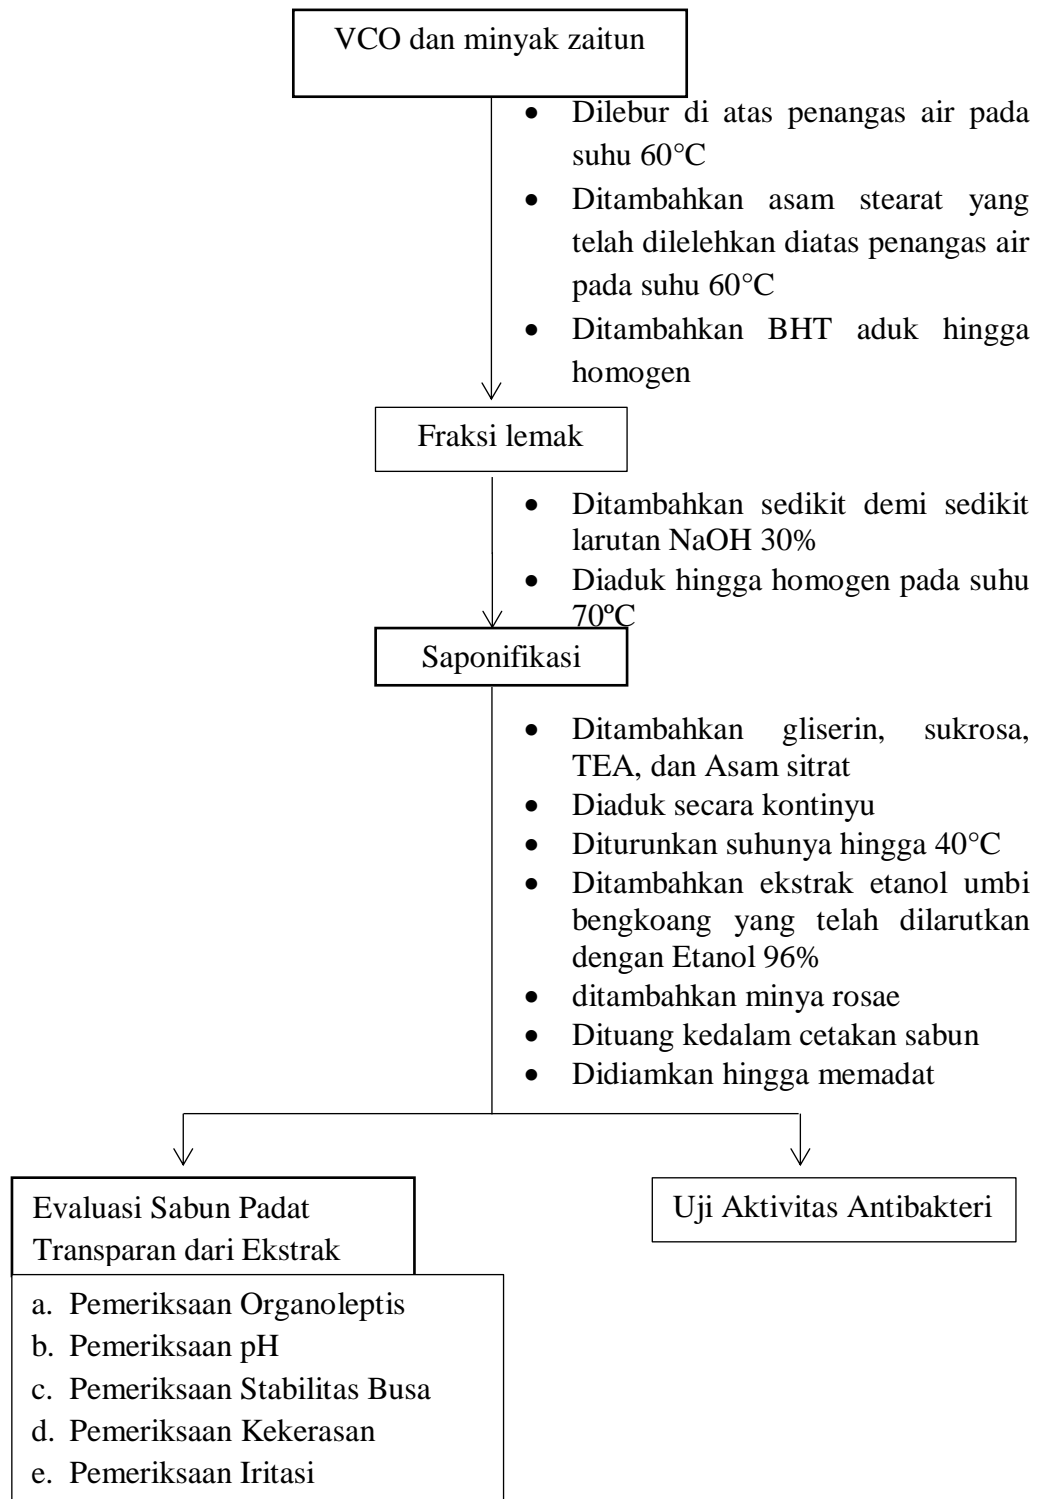 VCO dan minyak zaitun
• Dilebur di atas penangas air pada
suhu 60°C
• Ditambahkan asam stearat yang
telah dilelehkan diatas penangas air
pada suhu 60°C
• Ditambahkan BHT aduk hingga
homogen
Fraksi lemak
• Ditambahkan sedikit demi sedikit
larutan NaOH 30%
• Diaduk hingga homogen pada suhu
70ºC
Saponifikasi
• Ditambahkan gliserin, sukrosa,
TEA, dan Asam sitrat
• Diaduk secara kontinyu
• Diturunkan suhunya hingga 40°C
• Ditambahkan ekstrak etanol umbi
bengkoang yang telah dilarutkan
dengan Etanol 96%
• ditambahkan minya rosae
• Dituang kedalam cetakan sabun
• Didiamkan hingga memadat
Evaluasi Sabun Padat
Transparan dari Ekstrak
a. Pemeriksaan Organoleptis
b. Pemeriksaan pH
c. Pemeriksaan Stabilitas Busa
d. Pemeriksaan Kekerasan
e. Pemeriksaan Iritasi
Uji Aktivitas Antibakteri